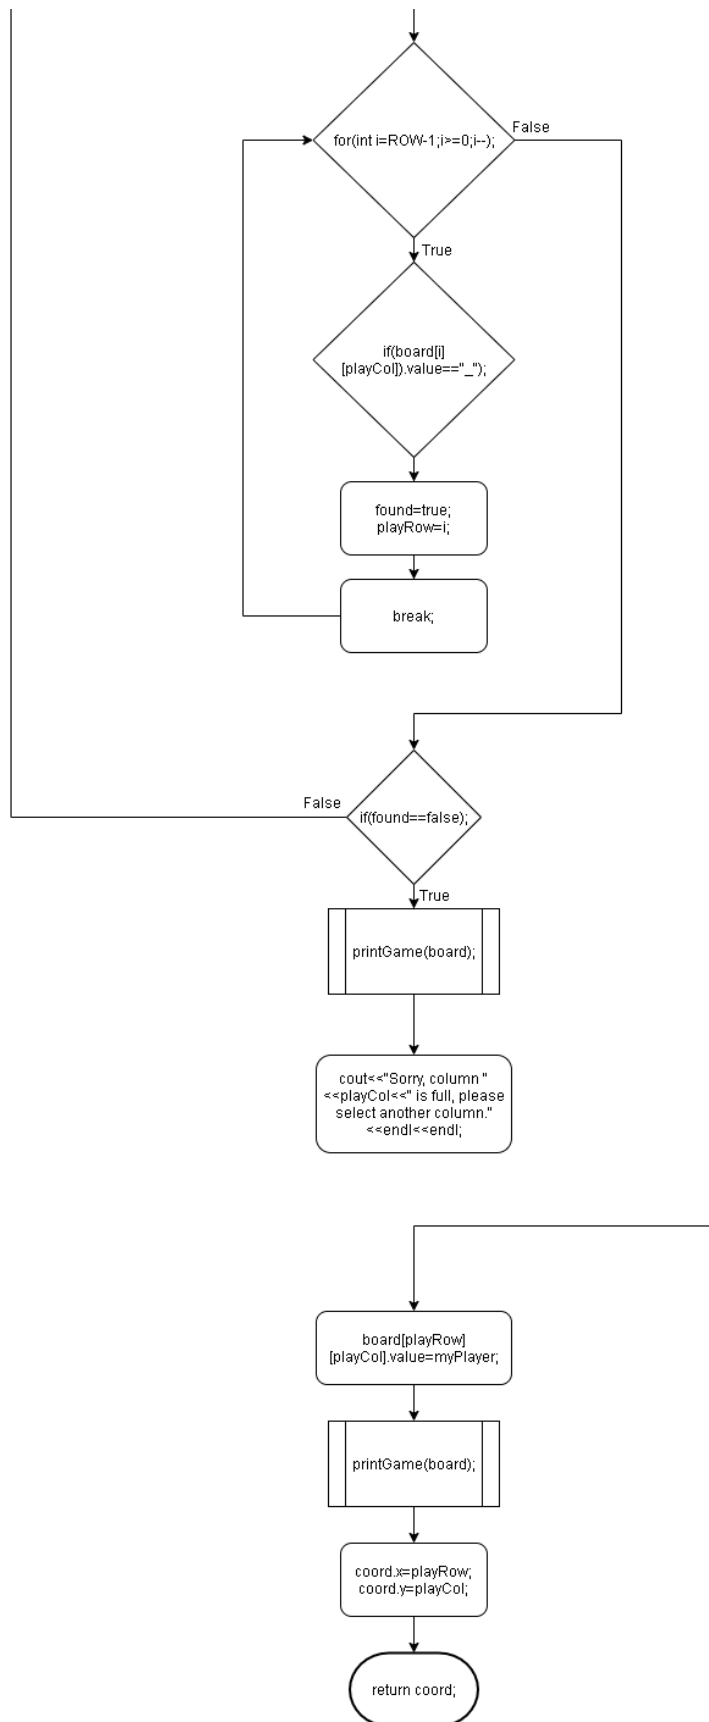 for(int i=ROW-1;i>=0;i--);
False
True
if(board[i]
[playCol]).value=="_");
found=true;
playRow=i;
break;
False
if(found==false);
True
printGame(board);
cout<<"Sorry, column "
<<playCol<<" is full, please
select another column."
<<endl<<endl;
board[playRow]
[playCol].value=myPlayer;
printGame(board);
coord.x=playRow;
coord.y=playCol;
return coord;